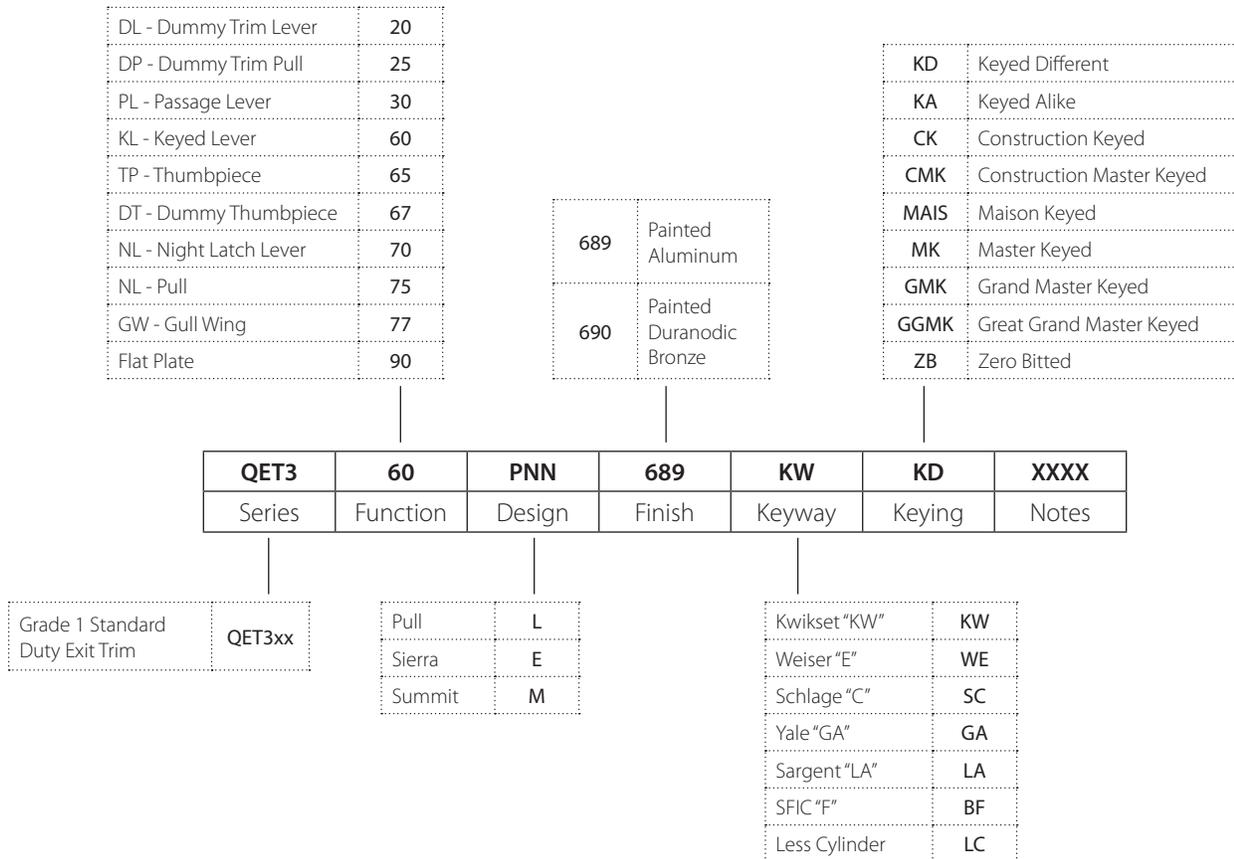 DL - Dummy Trim Lever 20
DP - Dummy Trim Pull 25
PL - Passage Lever 30
KL - Keyed Lever 60
TP - Thumbpiece 65
DT - Dummy Thumbpiece 67
NL - Night Latch Lever 70
NL - Pull 75
GW - Gull Wing 77
Flat Plate 90
689 Painted
Aluminum
690 Painted
Duranodic
Bronze
KD Keyed Different
KA Keyed Alike
CK Construction Keyed
CMK Construction Master Keyed
MAIS Maison Keyed
MK Master Keyed
GMK Grand Master Keyed
GGMK Great Grand Master Keyed
ZB Zero Bitted
QET3 60 PNN 689 KW KD XXXX
Series Function Design Finish Keyway Keying Notes
Grade 1 Standard
Duty Exit Trim QET3xx
Pull L
Sierra E
Summit M
Kwikset "KW" KW
Weiser "E" WE
Schlage "C" SC
Yale "GA" GA
Sargent "LA" LA
SFIC "F" BF
Less Cylinder LC